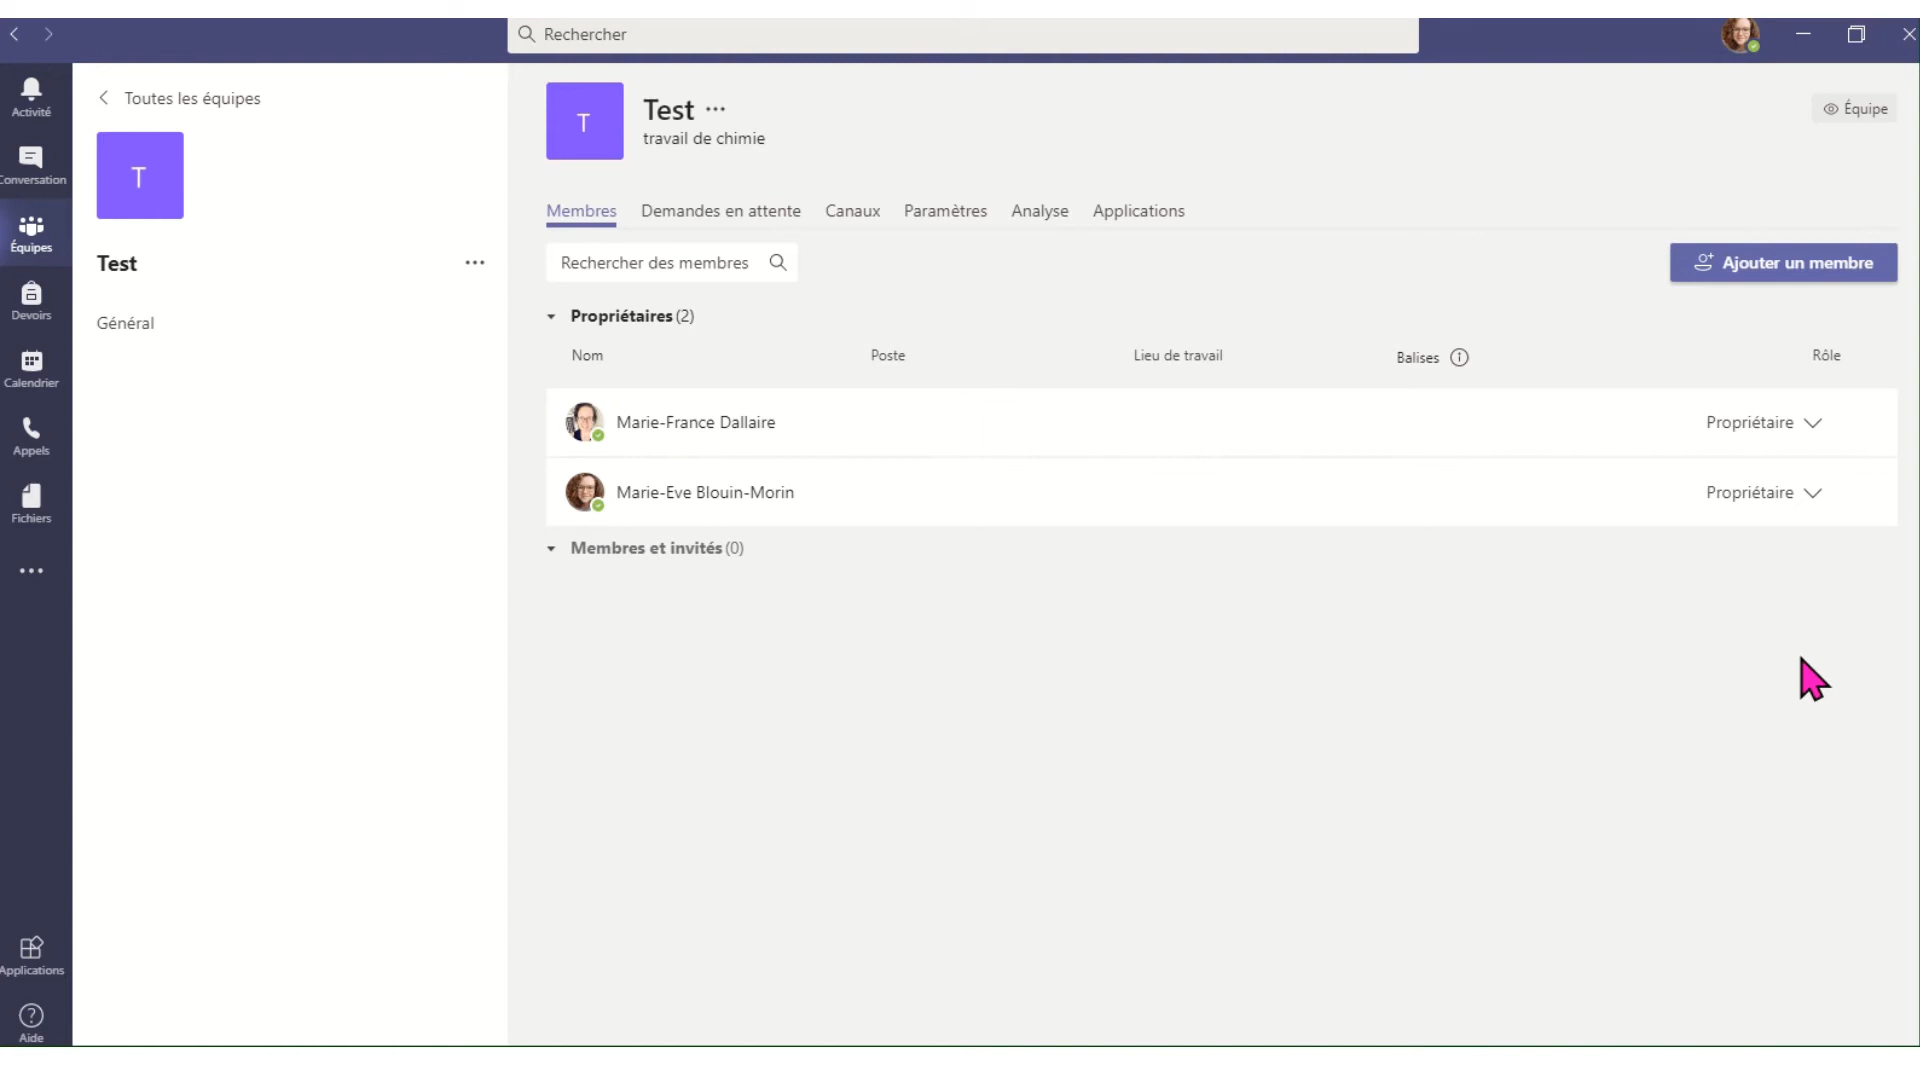 Rechercher
Activité
Conversation
Équipes
Devoirs
Calendrier
Appels
Fichiers
Applications
Aide
Toutes les équipes
T
Test
Général
T
Test
travail de chimie
Équipe
Membres Demandes en attente Canaux Paramètres Analyse Applications
Rechercher des membres
Ajouter un membre
Propriétaires (2)
Nom Poste Lieu de travail Balises Rôle
Marie-France Dallaire Propriétaire
Marie-Eve Blouin-Morin Propriétaire
Membres et invités (0)